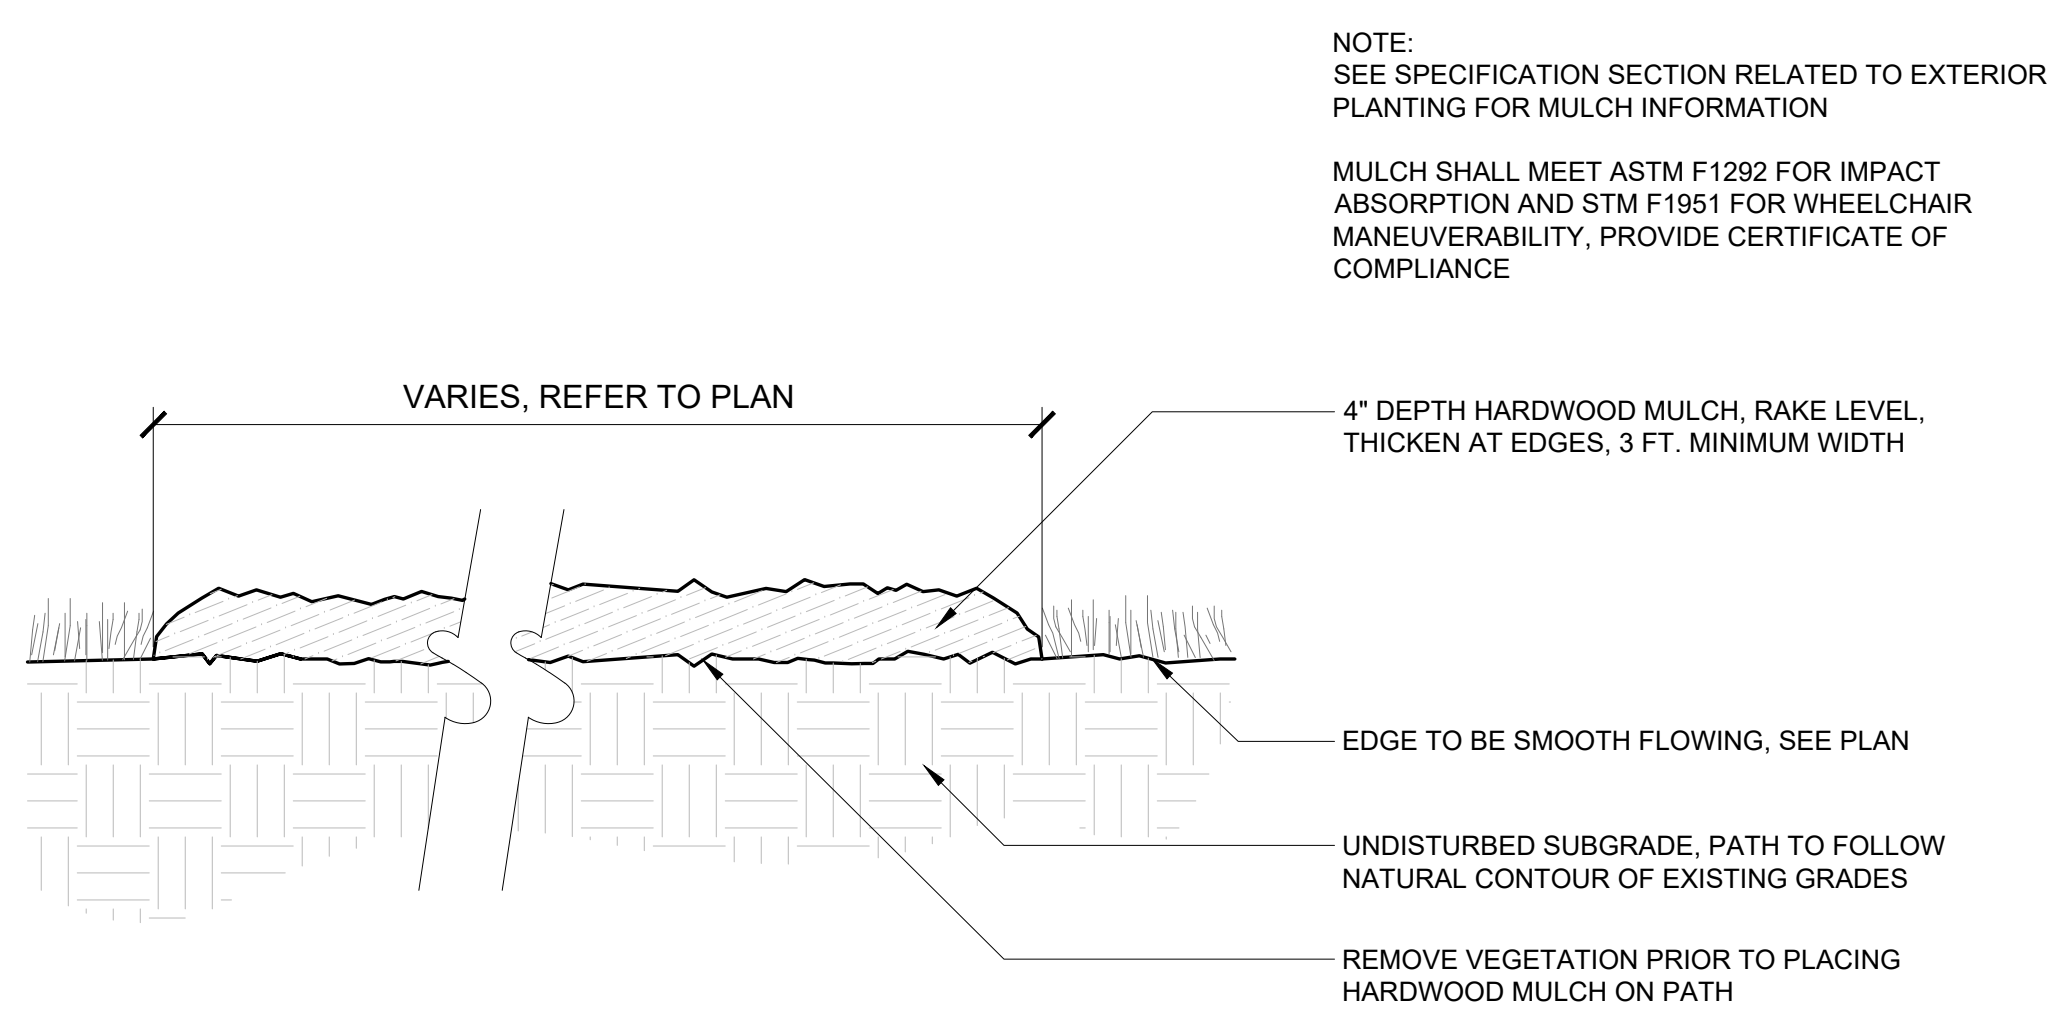 NOTE:
SEE SPECIFICATION SECTION RELATED TO EXTERIOR
PLANTING FOR MULCH INFORMATION
MULCH SHALL MEET ASTM F1292 FOR IMPACT
ABSORPTION AND STM F1951 FOR WHEELCHAIR
MANEUVERABILITY, PROVIDE CERTIFICATE OF
COMPLIANCE
VARIES, REFER TO PLAN
4" DEPTH HARDWOOD MULCH, RAKE LEVEL,
THICKEN AT EDGES, 3 FT. MINIMUM WIDTH
EDGE TO BE SMOOTH FLOWING, SEE PLAN
UNDISTURBED SUBGRADE, PATH TO FOLLOW
NATURAL CONTOUR OF EXISTING GRADES
REMOVE VEGETATION PRIOR TO PLACING
HARDWOOD MULCH ON PATH